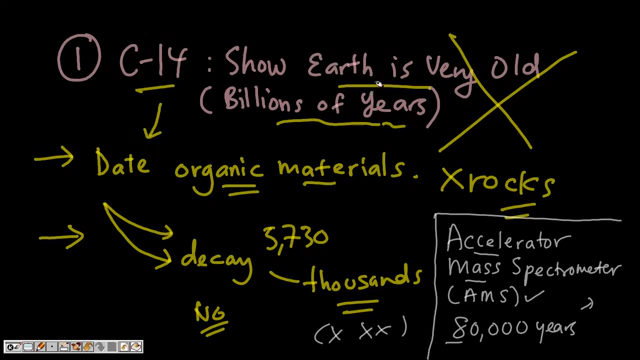 ① C-14 : Show Earth is Very Old
(Billions of Years)
→ Date organic materials.
X rocks
→ decay 5,730
thousands
No
(X XX)
Accelerator
Mass Spectrometer
(AMS) ✓
80,000 years